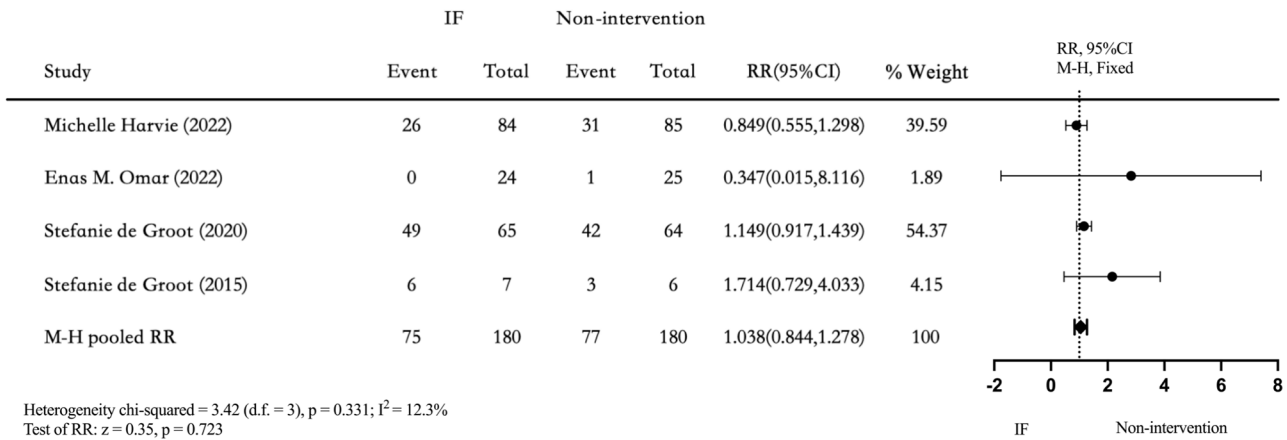 IF Non-intervention
RR, 95%CI
M-H, Fixed
Study Event Total Event Total RR(95%CI) % Weight
Michelle Harvie (2022) 26 84 31 85 0.849(0.555,1.298) 39.59
Enas M. Omar (2022) 0 24 1 25 0.347(0.015,8.116) 1.89
Stefanie de Groot (2020) 49 65 42 64 1.149(0.917,1.439) 54.37
Stefanie de Groot (2015) 6 7 3 6 1.714(0.729,4.033) 4.15
M-H pooled RR 75 180 77 180 1.038(0.844,1.278) 100
-2 0 2 4 6 8
IF Non-intervention
Heterogeneity chi-squared = 3.42 (d.f. = 3), p = 0.331; I² = 12.3%
Test of RR: z = 0.35, p = 0.723